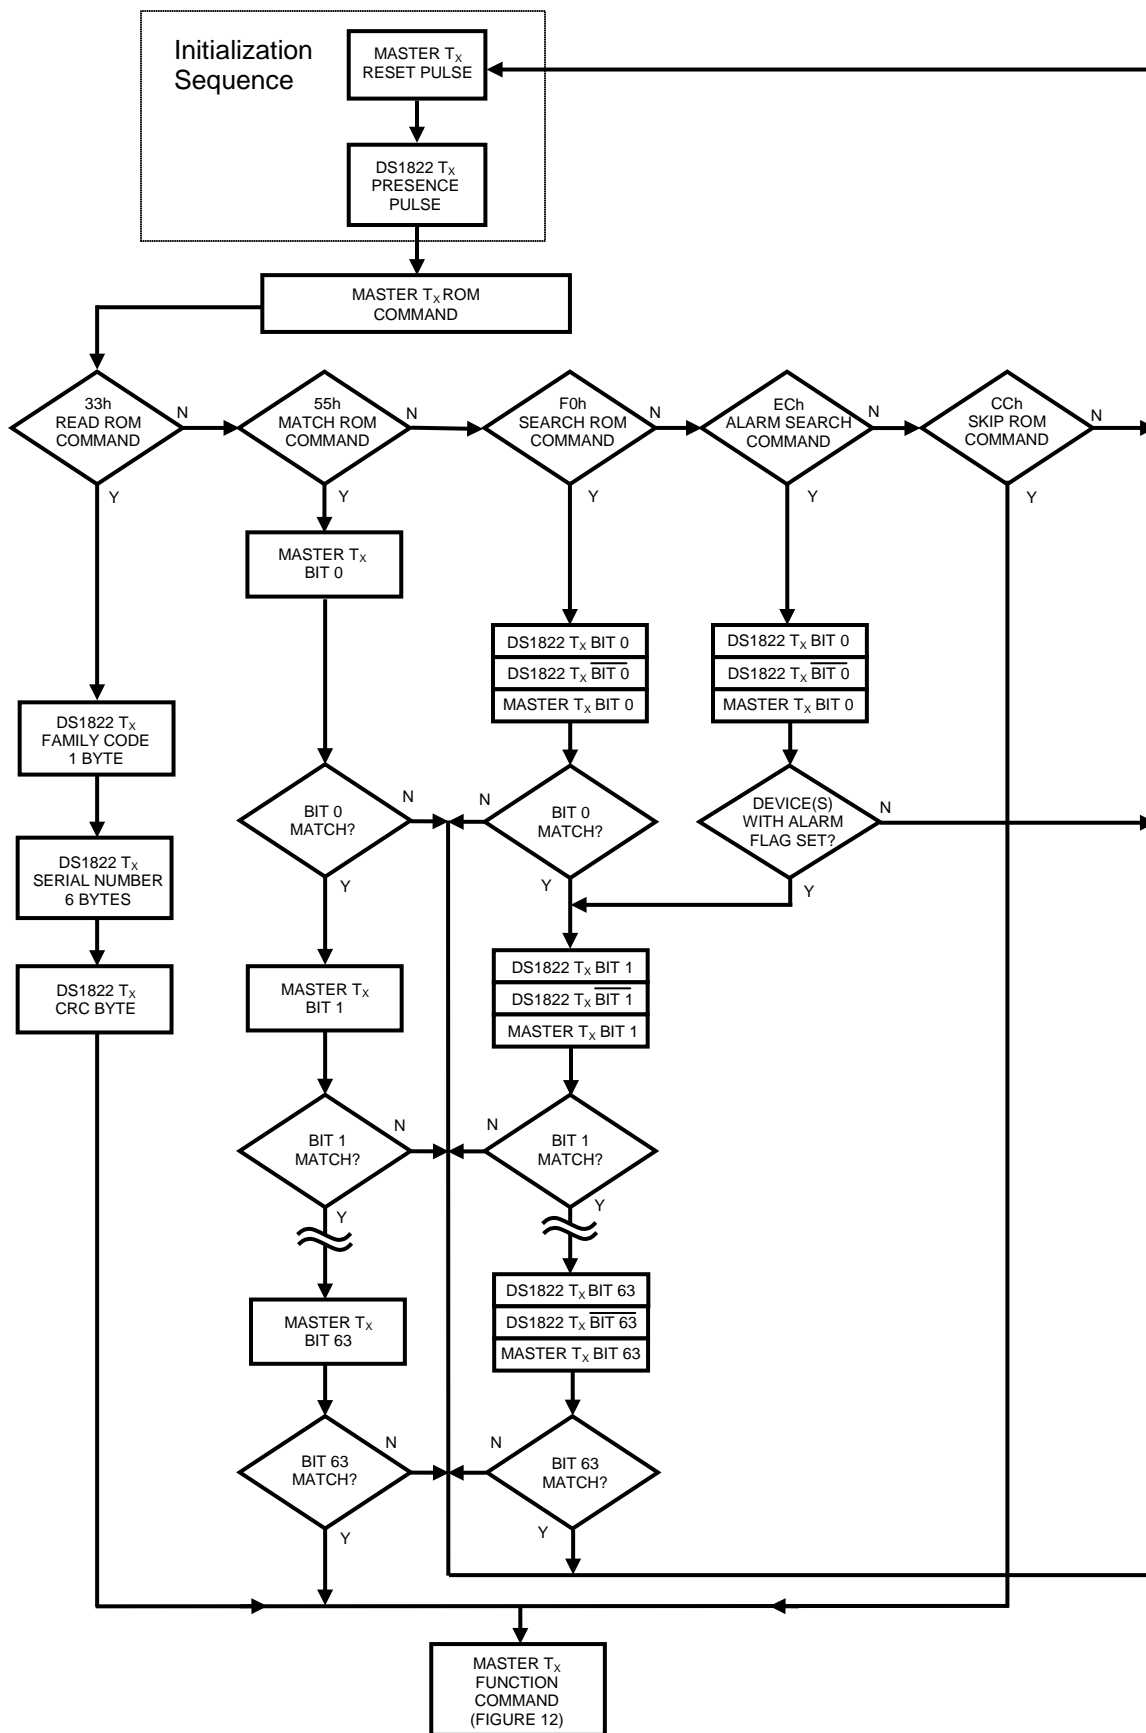 Initialization
Sequence
MASTER TX
RESET PULSE
DS1822 TX
PRESENCE
PULSE
MASTER TX ROM
COMMAND
33h
READ ROM
COMMAND
N
Y
55h
MATCH ROM
COMMAND
N
Y
F0h
SEARCH ROM
COMMAND
N
Y
ECh
ALARM SEARCH
COMMAND
N
Y
CCh
SKIP ROM
COMMAND
N
Y
DS1822 TX
FAMILY CODE
1 BYTE
DS1822 TX
SERIAL NUMBER
6 BYTES
DS1822 TX
CRC BYTE
MASTER TX
BIT 0
BIT 0
MATCH?
N
Y
MASTER TX
BIT 1
BIT 1
MATCH?
N
Y
MASTER TX
BIT 63
BIT 63
MATCH?
N
Y
DS1822 TX BIT 0
DS1822 TX BIT 0
MASTER TX BIT 0
N
BIT 0
MATCH?
Y
DS1822 TX BIT 1
DS1822 TX BIT 1
MASTER TX BIT 1
N
BIT 1
MATCH?
Y
DS1822 TX BIT 63
DS1822 TX BIT 63
MASTER TX BIT 63
N
BIT 63
MATCH?
Y
DS1822 TX BIT 0
DS1822 TX BIT 0
MASTER TX BIT 0
DEVICE(S)
WITH ALARM
FLAG SET?
N
Y
MASTER TX
FUNCTION
COMMAND
(FIGURE 12)